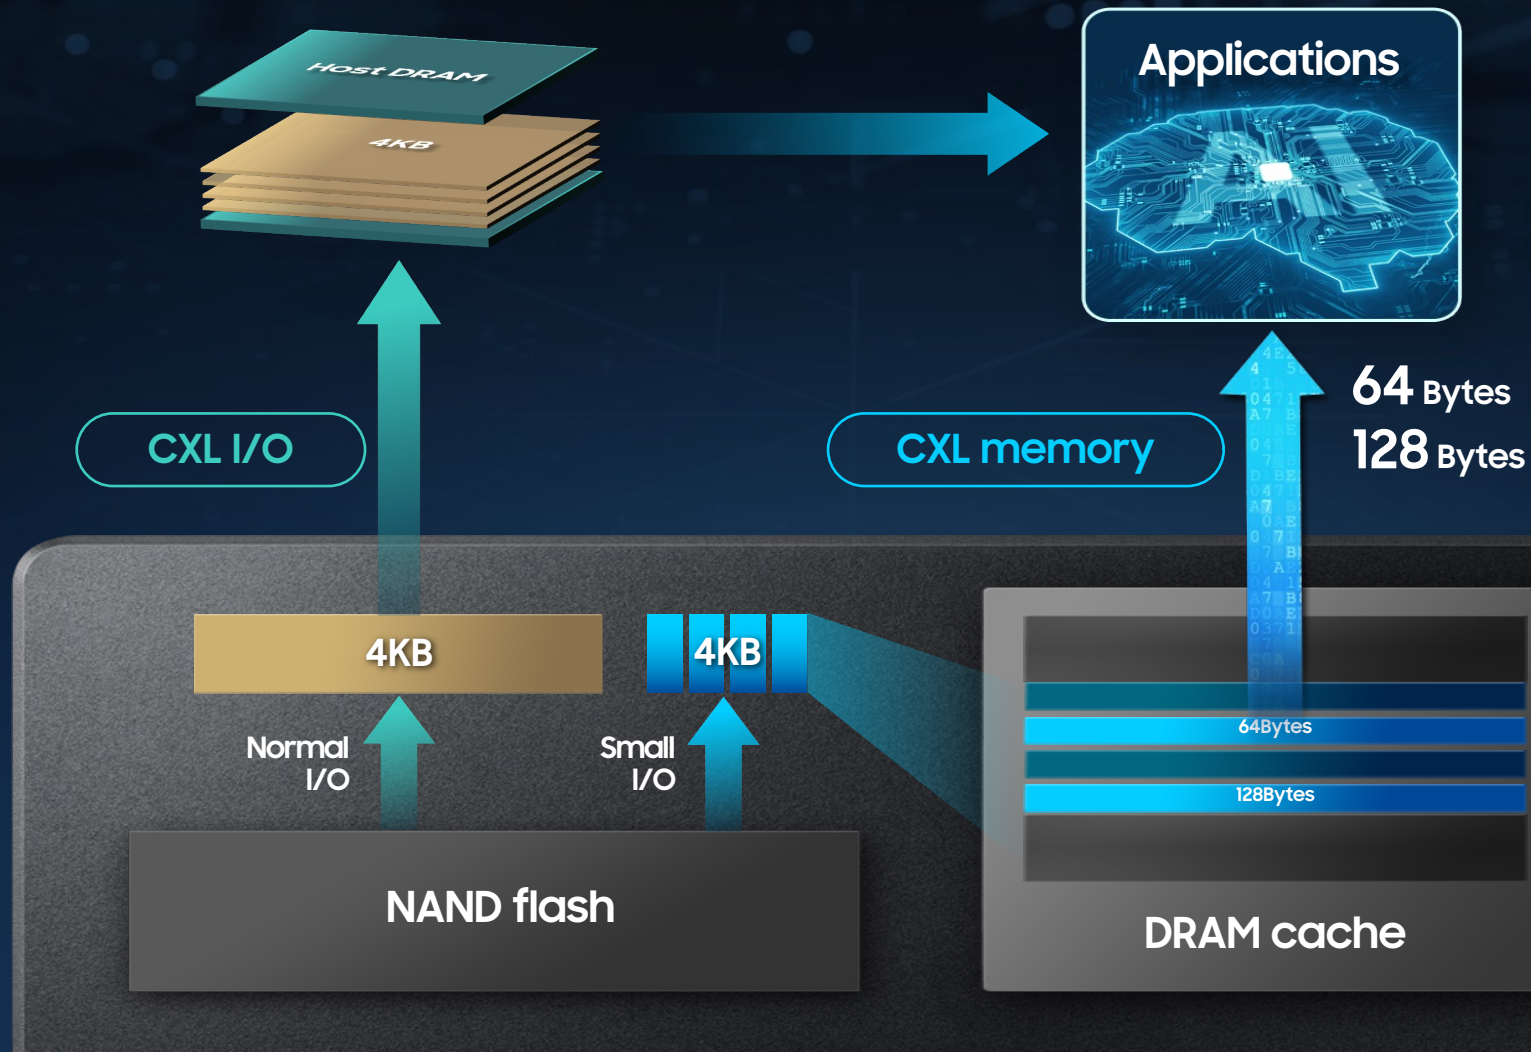 Host DRAM
4KB
Applications
AI
CXL I/O
CXL memory
64 Bytes
128 Bytes
4KB
4KB
Normal
I/O
Small
I/O
64Bytes
128Bytes
NAND flash
DRAM cache